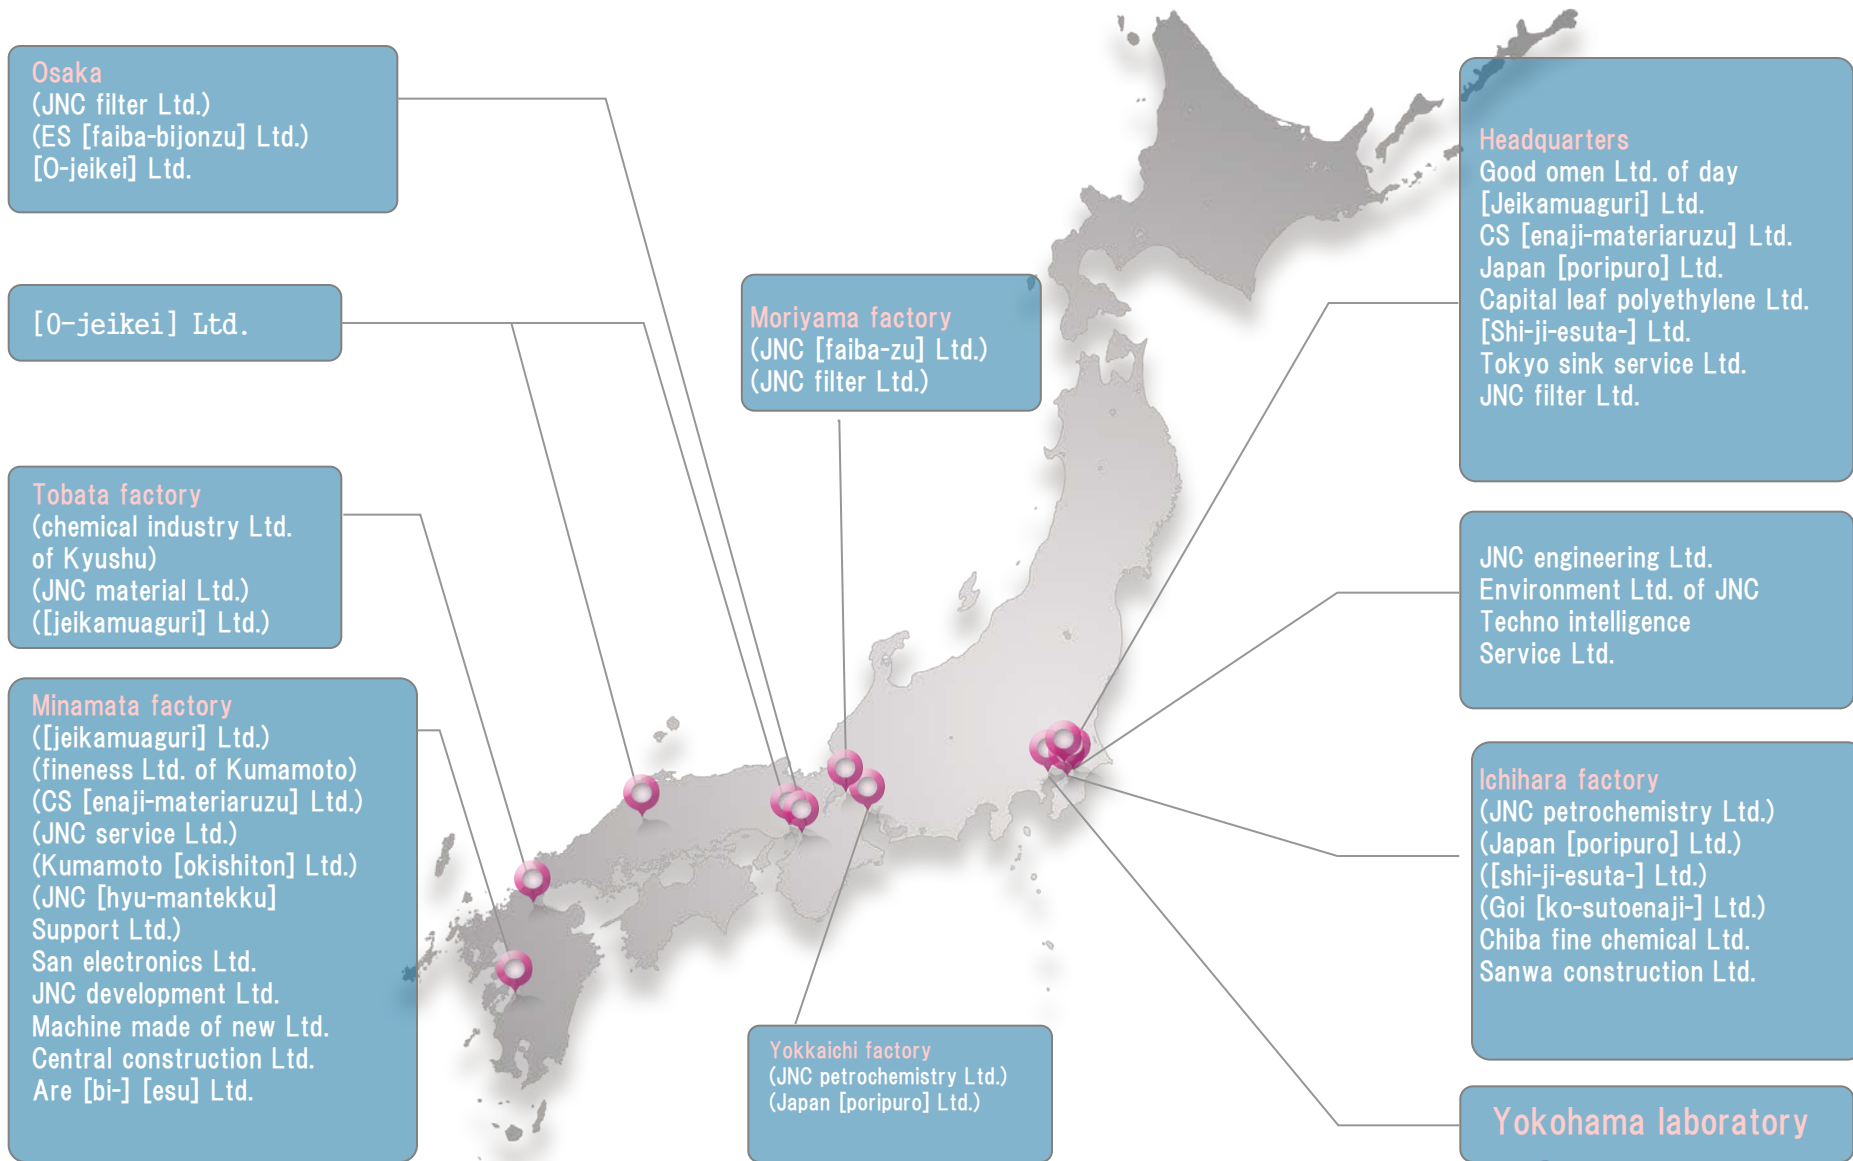 Osaka
(JNC filter Ltd.)
(ES [faiba-bijonzu] Ltd.)
[O-jeikei] Ltd.
[O-jeikei] Ltd.
Tobata factory
(chemical industry Ltd.
of Kyushu)
(JNC material Ltd.)
([jeikamuaguri] Ltd.)
Minamata factory
([jeikamuaguri] Ltd.)
(fineness Ltd. of Kumamoto)
(CS [enaji-materiaruzu] Ltd.)
(JNC service Ltd.)
(Kumamoto [okishiton] Ltd.)
(JNC [hyu-mantekku]
Support Ltd.)
San electronics Ltd.
JNC development Ltd.
Machine made of new Ltd.
Central construction Ltd.
Are [bi-] [esu] Ltd.
Moriyama factory
(JNC [faiba-zu] Ltd.)
(JNC filter Ltd.)
Yokkaichi factory
(JNC petrochemistry Ltd.)
(Japan [poripuro] Ltd.)
Headquarters
Good omen Ltd. of day
[Jeikamuaguri] Ltd.
CS [enaji-materiaruzu] Ltd.
Japan [poripuro] Ltd.
Capital leaf polyethylene Ltd.
[Shi-ji-esuta-] Ltd.
Tokyo sink service Ltd.
JNC filter Ltd.
JNC engineering Ltd.
Environment Ltd. of JNC
Techno intelligence
Service Ltd.
Ichihara factory
(JNC petrochemistry Ltd.)
(Japan [poripuro] Ltd.)
([shi-ji-esuta-] Ltd.)
(Goi [ko-sutoenaji-] Ltd.)
Chiba fine chemical Ltd.
Sanwa construction Ltd.
Yokohama laboratory